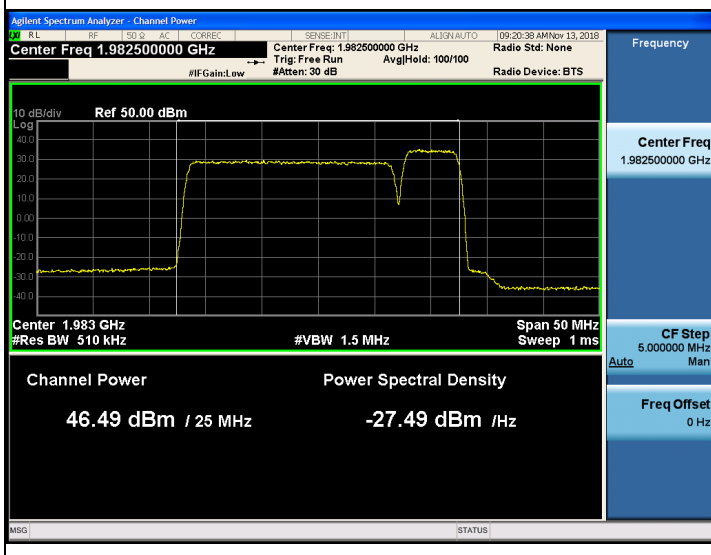 Agilent Spectrum Analyzer - Channel Power
LXI RL RF 50 Ω AC CORREC SENSE:INT ALIGN AUTO 09:20:38 AM Nov 13, 2018
Center Freq 1.982500000 GHz
Center Freq: 1.982500000 GHz
Radio Std: None
Trig: Free Run Avg|Hold: 100/100
#IFGain:Low
#Atten: 30 dB
Radio Device: BTS
Frequency
10 dB/div Ref 50.00 dBm
Log
40.0
30.0
20.0
10.0
0.00
-10.0
-20.0
-30.0
-40.0
Center Freq
1.982500000 GHz
Center 1.983 GHz Span 50 MHz
#Res BW 510 kHz #VBW 1.5 MHz Sweep 1 ms
CF Step
5.000000 MHz
Auto Man
Freq Offset
0 Hz
Channel Power Power Spectral Density
46.49 dBm / 25 MHz -27.49 dBm /Hz
MSG STATUS